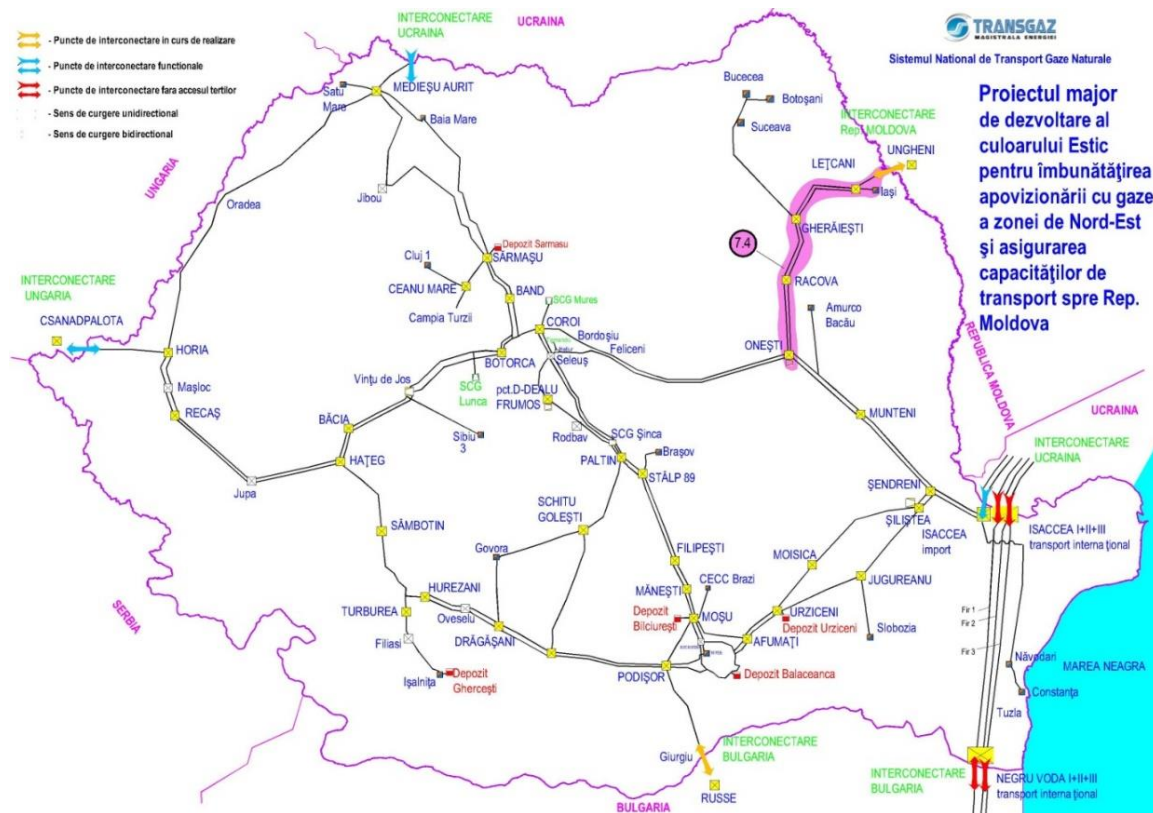 - Puncte de interconectare in curs de realizare
- Puncte de interconectare functionale
- Puncte de interconectare fara accesul tertilor
- Sens de curgere unidirectional
- Sens de curgere bidirectional
TRANSGAZ
MAGISTRALA ENERGIEI
Sistemul National de Transport Gaze Naturale
Proiectul major
de dezvoltare al
culoarului Estic
pentru îmbunătăţirea
apovizionării cu gaze
a zonei de Nord-Est
şi asigurarea
capacităţilor de
transport spre Rep.
Moldova
INTERCONECTARE
UCRAINA
UCRAINA
MEDIEŞU AURIT
Satu
Mare
Baia Mare
Bucecea
Botoşani
Suceava
INTERCONECTARE
Rep. MOLDOVA
UNGHENI
LEŢCANI
Iaşi
UNGARIA
Oradea
Jibou
GHERĂIEŞTI
7.4
Depozit Sarmasu
SĂRMAŞU
Cluj 1
CEANU MARE
BAND
Campia Turzii
RACOVA
Amurco
Bacău
INTERCONECTARE
UNGARIA
CSANADPALOTA
HORIA
SCG Mures
COROI
Bordoşiu
Feliceni
Seleuş
BOTORCA
ONEŞTI
REPUBLICA MOLDOVA
Maşloc
RECAŞ
Vinţu de Jos
SCG
Lunca
pct.D-DEALU
FRUMOS
MUNTENI
UCRAINA
BĂCIA
Sibiu
3
Rodbav
SCG Şinca
Braşov
INTERCONECTARE
UCRAINA
HAŢEG
PALTIN
STÂLP 89
Jupa
ŞENDRENI
ŞILIŞTEA
SCHITU
GOLEŞTI
ISACCEA
import
ISACCEA I+II+III
transport interna ţional
SÂMBOTIN
Govora
FILIPEŞTI
MOISICA
CECC Brazi
JUGUREANU
HUREZANI
MĂNEŞTI
TURBUREA
Oveselu
Depozit
Bilciureşti
MOŞU
URZICENI
Depozit Urziceni
Slobozia
Fir 1
Fir 2
Fir 3
SERBIA
Filiasi
DRĂGĂŞANI
AFUMAŢI
Năvodari
MAREA NEAGRA
Işalniţa
Depozit
Gherceşti
PODIŞOR
Depozit Balaceanca
Constanţa
Tuzla
Giurgiu
INTERCONECTARE
BULGARIA
RUSSE
BULGARIA
INTERCONECTARE
BULGARIA
NEGRU VODA I+II+III
transport interna ţional